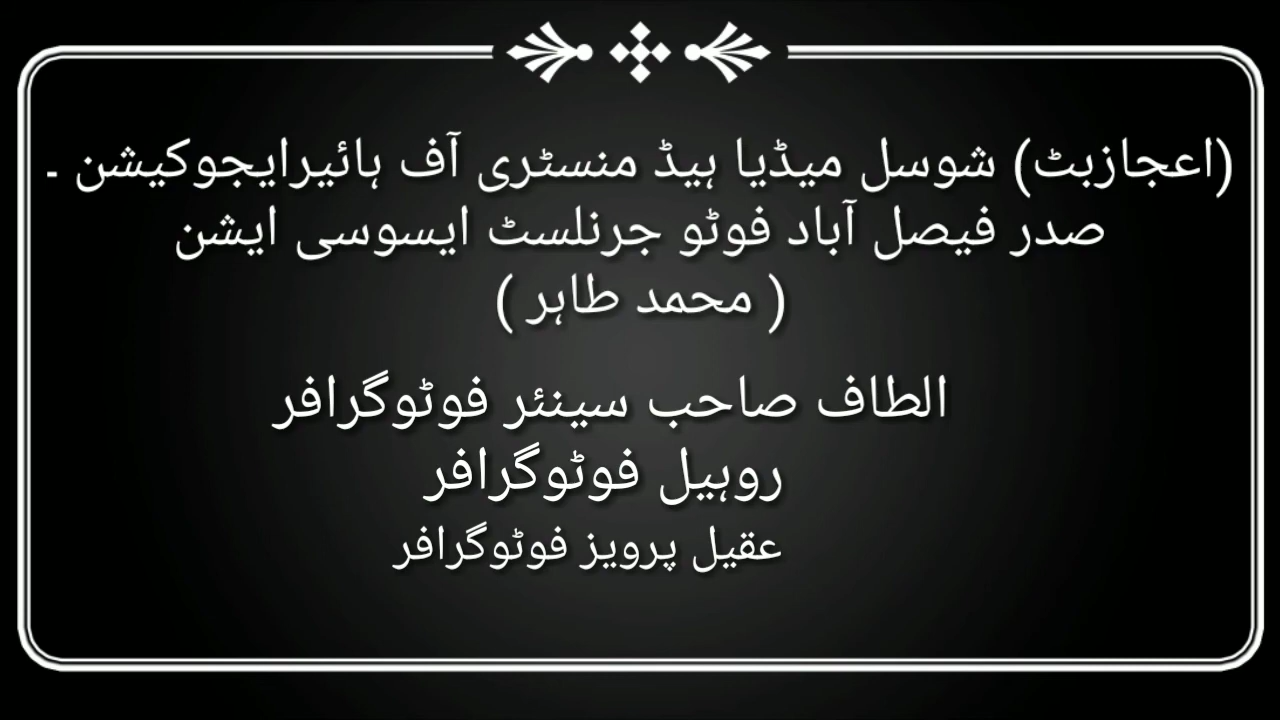 (اعجازبٹ) شوسل میڈیا ہیڈ منسٹری آف ہائیرایجوکیشن ۔
صدر فیصل آباد فوٹو جرنلسٹ ایسوسی ایشن
( محمد طاہر )
الطاف صاحب سینئر فوٹوگرافر
روہیل فوٹوگرافر
عقیل پرویز فوٹوگرافر